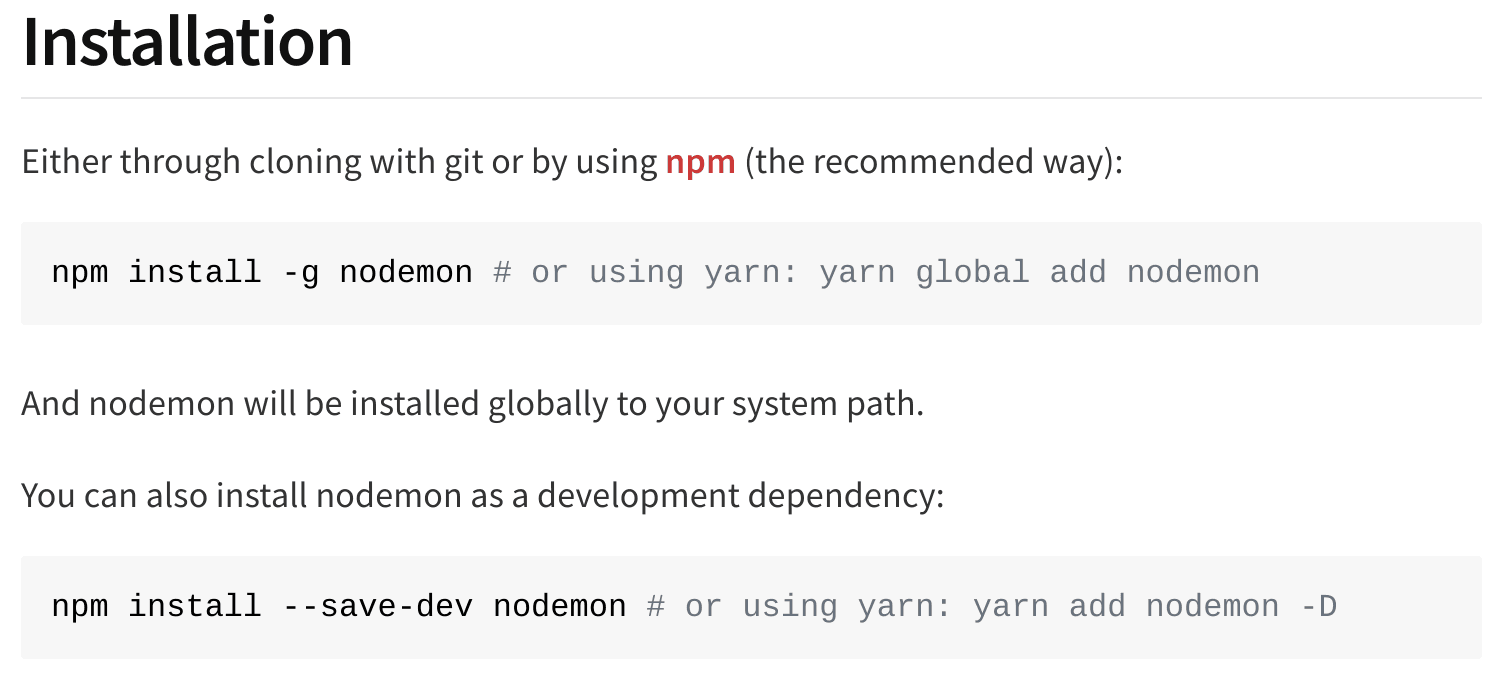 Installation
Either through cloning with git or by using npm (the recommended way):
npm install -g nodemon # or using yarn: yarn global add nodemon
And nodemon will be installed globally to your system path.
You can also install nodemon as a development dependency:
npm install --save-dev nodemon # or using yarn: yarn add nodemon -D